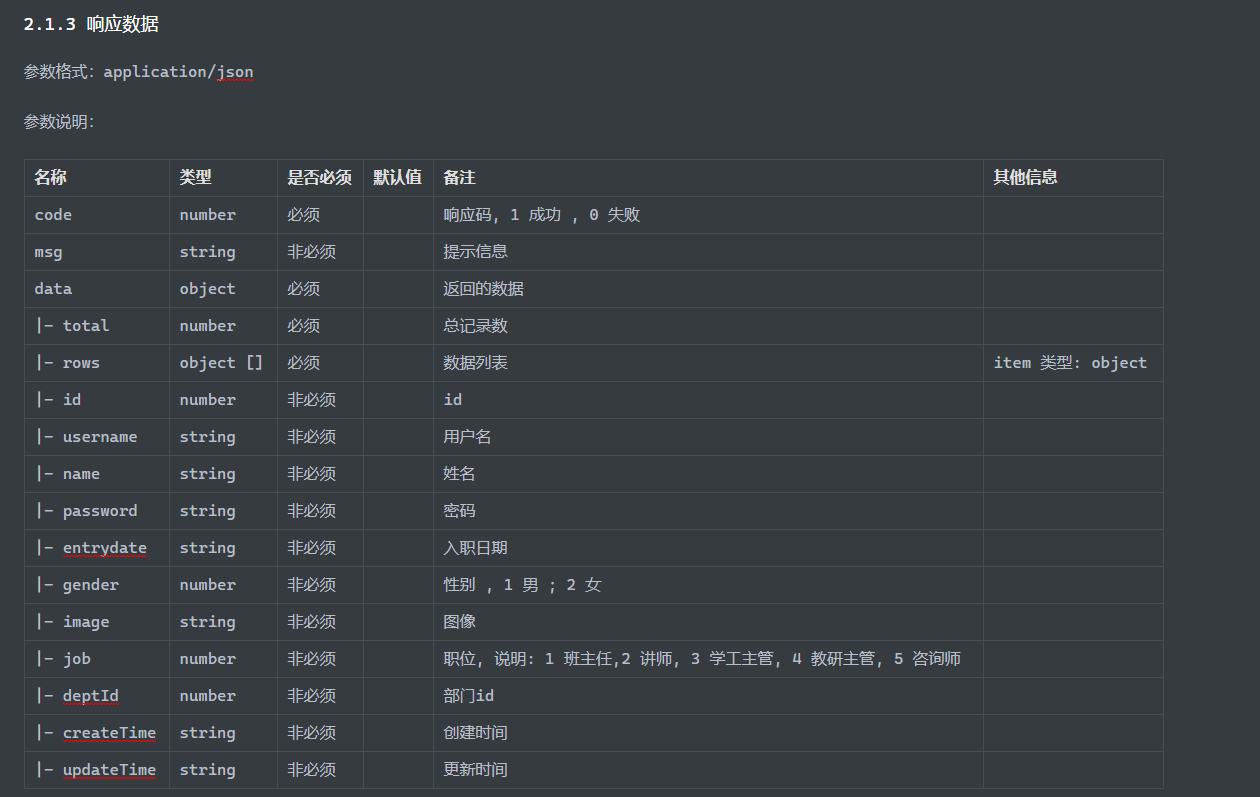 2.1.3 响应数据
参数格式：application/json
参数说明：
名称 类型 是否必须 默认值 备注 其他信息
code number 必须 响应码, 1 成功 , 0 失败
msg string 非必须 提示信息
data object 必须 返回的数据
|- total number 必须 总记录数
|- rows object [] 必须 数据列表 item 类型: object
|- id number 非必须 id
|- username string 非必须 用户名
|- name string 非必须 姓名
|- password string 非必须 密码
|- entrydate string 非必须 入职日期
|- gender number 非必须 性别 , 1 男 ; 2 女
|- image string 非必须 图像
|- job number 非必须 职位, 说明: 1 班主任,2 讲师, 3 学工主管, 4 教研主管, 5 咨询师
|- deptId number 非必须 部门id
|- createTime string 非必须 创建时间
|- updateTime string 非必须 更新时间